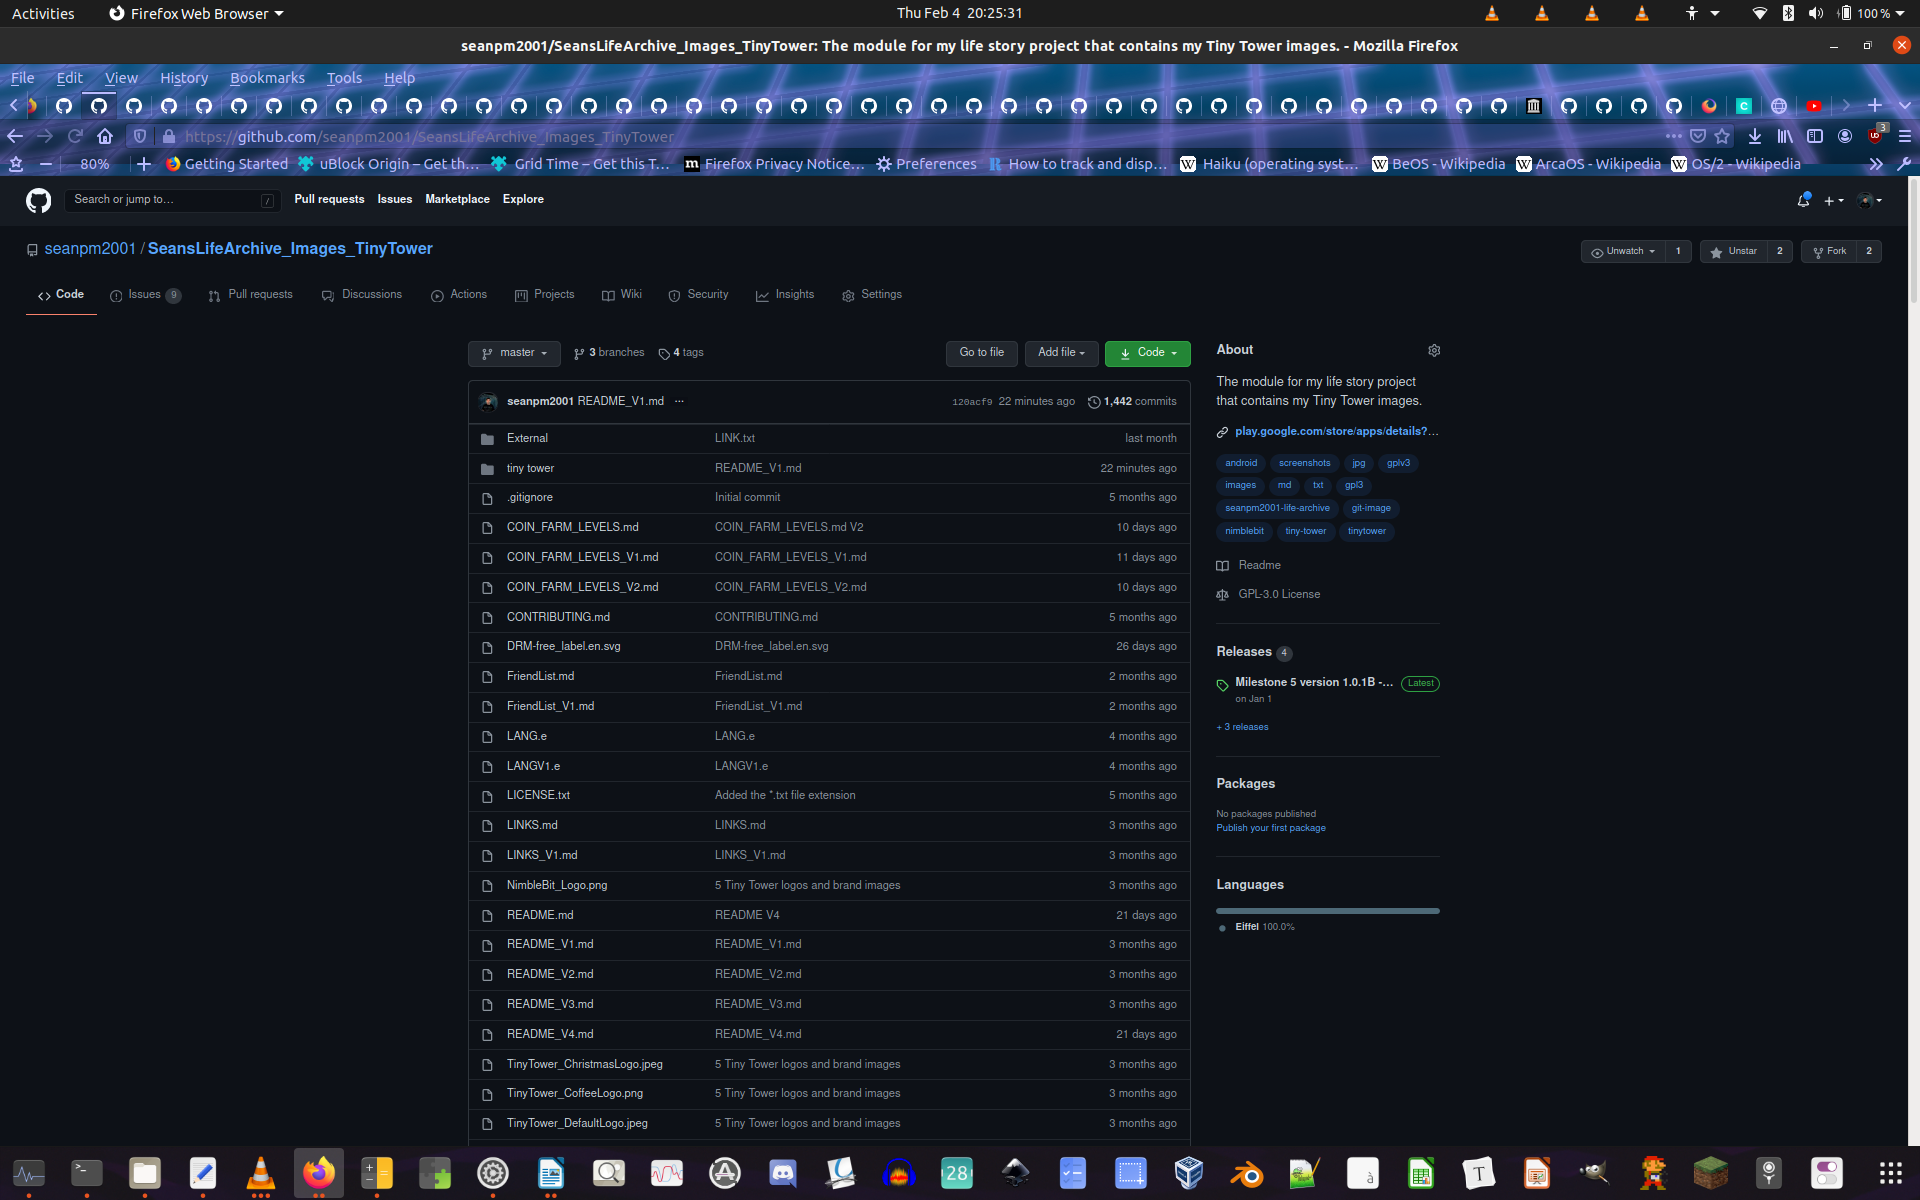 Activities Firefox Web Browser Thu Feb 4 20:25:31 100 %
seanpm2001/SeansLifeArchive_Images_TinyTower: The module for my life story project that contains my Tiny Tower images. - Mozilla Firefox
File Edit View History Bookmarks Tools Help
https://github.com/seanpm2001/SeansLifeArchive_Images_TinyTower 3
80% Getting Started uBlock Origin – Get th… Grid Time – Get this T… Firefox Privacy Notice… Preferences How to track and disp… Haiku (operating syst… BeOS - Wikipedia ArcaOS - Wikipedia OS/2 - Wikipedia
Search or jump to… / Pull requests Issues Marketplace Explore
seanpm2001 / SeansLifeArchive_Images_TinyTower Unwatch 1 Unstar 2 Fork 2
Code Issues 9 Pull requests Discussions Actions Projects Wiki Security Insights Settings
master 3 branches 4 tags Go to file Add file Code
seanpm2001 README_V1.md ··· 120acf9 22 minutes ago 1,442 commits
External LINK.txt last month
tiny tower README_V1.md 22 minutes ago
.gitignore Initial commit 5 months ago
COIN_FARM_LEVELS.md COIN_FARM_LEVELS.md V2 10 days ago
COIN_FARM_LEVELS_V1.md COIN_FARM_LEVELS_V1.md 11 days ago
COIN_FARM_LEVELS_V2.md COIN_FARM_LEVELS_V2.md 10 days ago
CONTRIBUTING.md CONTRIBUTING.md 5 months ago
DRM-free_label.en.svg DRM-free_label.en.svg 26 days ago
FriendList.md FriendList.md 2 months ago
FriendList_V1.md FriendList_V1.md 2 months ago
LANG.e LANG.e 4 months ago
LANGV1.e LANGV1.e 4 months ago
LICENSE.txt Added the *.txt file extension 5 months ago
LINKS.md LINKS.md 3 months ago
LINKS_V1.md LINKS_V1.md 3 months ago
NimbleBit_Logo.png 5 Tiny Tower logos and brand images 3 months ago
README.md README V4 21 days ago
README_V1.md README_V1.md 3 months ago
README_V2.md README_V2.md 3 months ago
README_V3.md README_V3.md 3 months ago
README_V4.md README_V4.md 21 days ago
TinyTower_ChristmasLogo.jpeg 5 Tiny Tower logos and brand images 3 months ago
TinyTower_CoffeeLogo.png 5 Tiny Tower logos and brand images 3 months ago
TinyTower_DefaultLogo.jpeg 5 Tiny Tower logos and brand images 3 months ago
About
The module for my life story project
that contains my Tiny Tower images.
play.google.com/store/apps/details?…
android screenshots jpg gplv3
images md txt gpl3
seanpm2001-life-archive git-image
nimblebit tiny-tower tinytower
Readme
GPL-3.0 License
Releases 4
Milestone 5 version 1.0.1B -… Latest
on Jan 1
+ 3 releases
Packages
No packages published
Publish your first package
Languages
Eiffel 100.0%
28